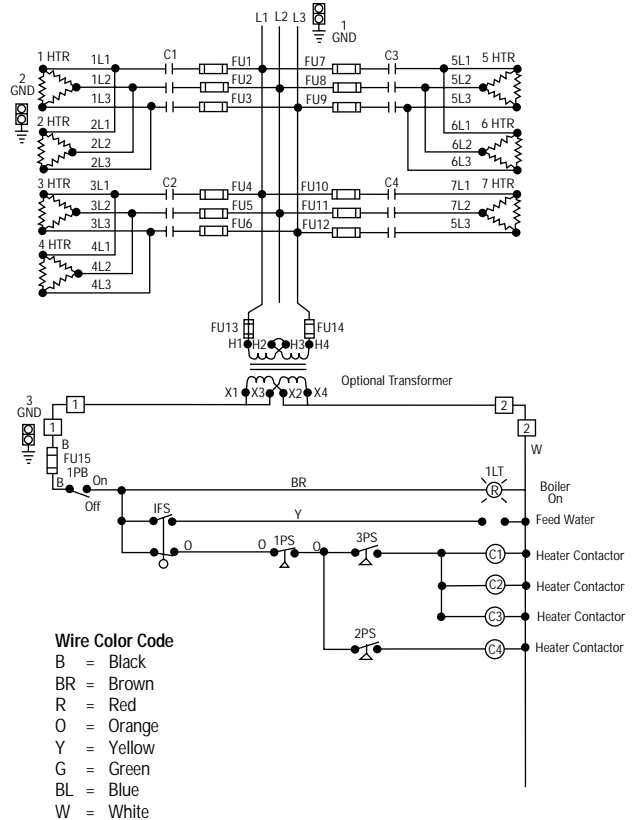 L1 L2 L3
1
GND
1 HTR 1L1 C1 FU1 FU7 C3 5L1 5 HTR
2
GND
1L2 FU2 FU8 5L2
1L3 FU3 FU9 5L3
2 HTR 2L1 6L1 6 HTR
2L2 6L2
2L3 6L3
3 HTR 3L1 C2 FU4 FU10 C4 7L1 7 HTR
3L2 FU5 FU11 7L2
3L3 FU6 FU12 5L3
4 HTR 4L1
4L2
4L3
FU13 FU14
H1 H2 H3 H4
Optional Transformer
X1 X3 X2 X4
1 2
3
GND
1 2
B W
FU15
1PB
B On BR 1LT R Boiler
On
Off
IFS Y Feed Water
O O 1PS O 3PS C1 Heater Contactor
C2 Heater Contactor
C3 Heater Contactor
2PS C4 Heater Contactor
Wire Color Code
B = Black
BR = Brown
R = Red
O = Orange
Y = Yellow
G = Green
BL = Blue
W = White